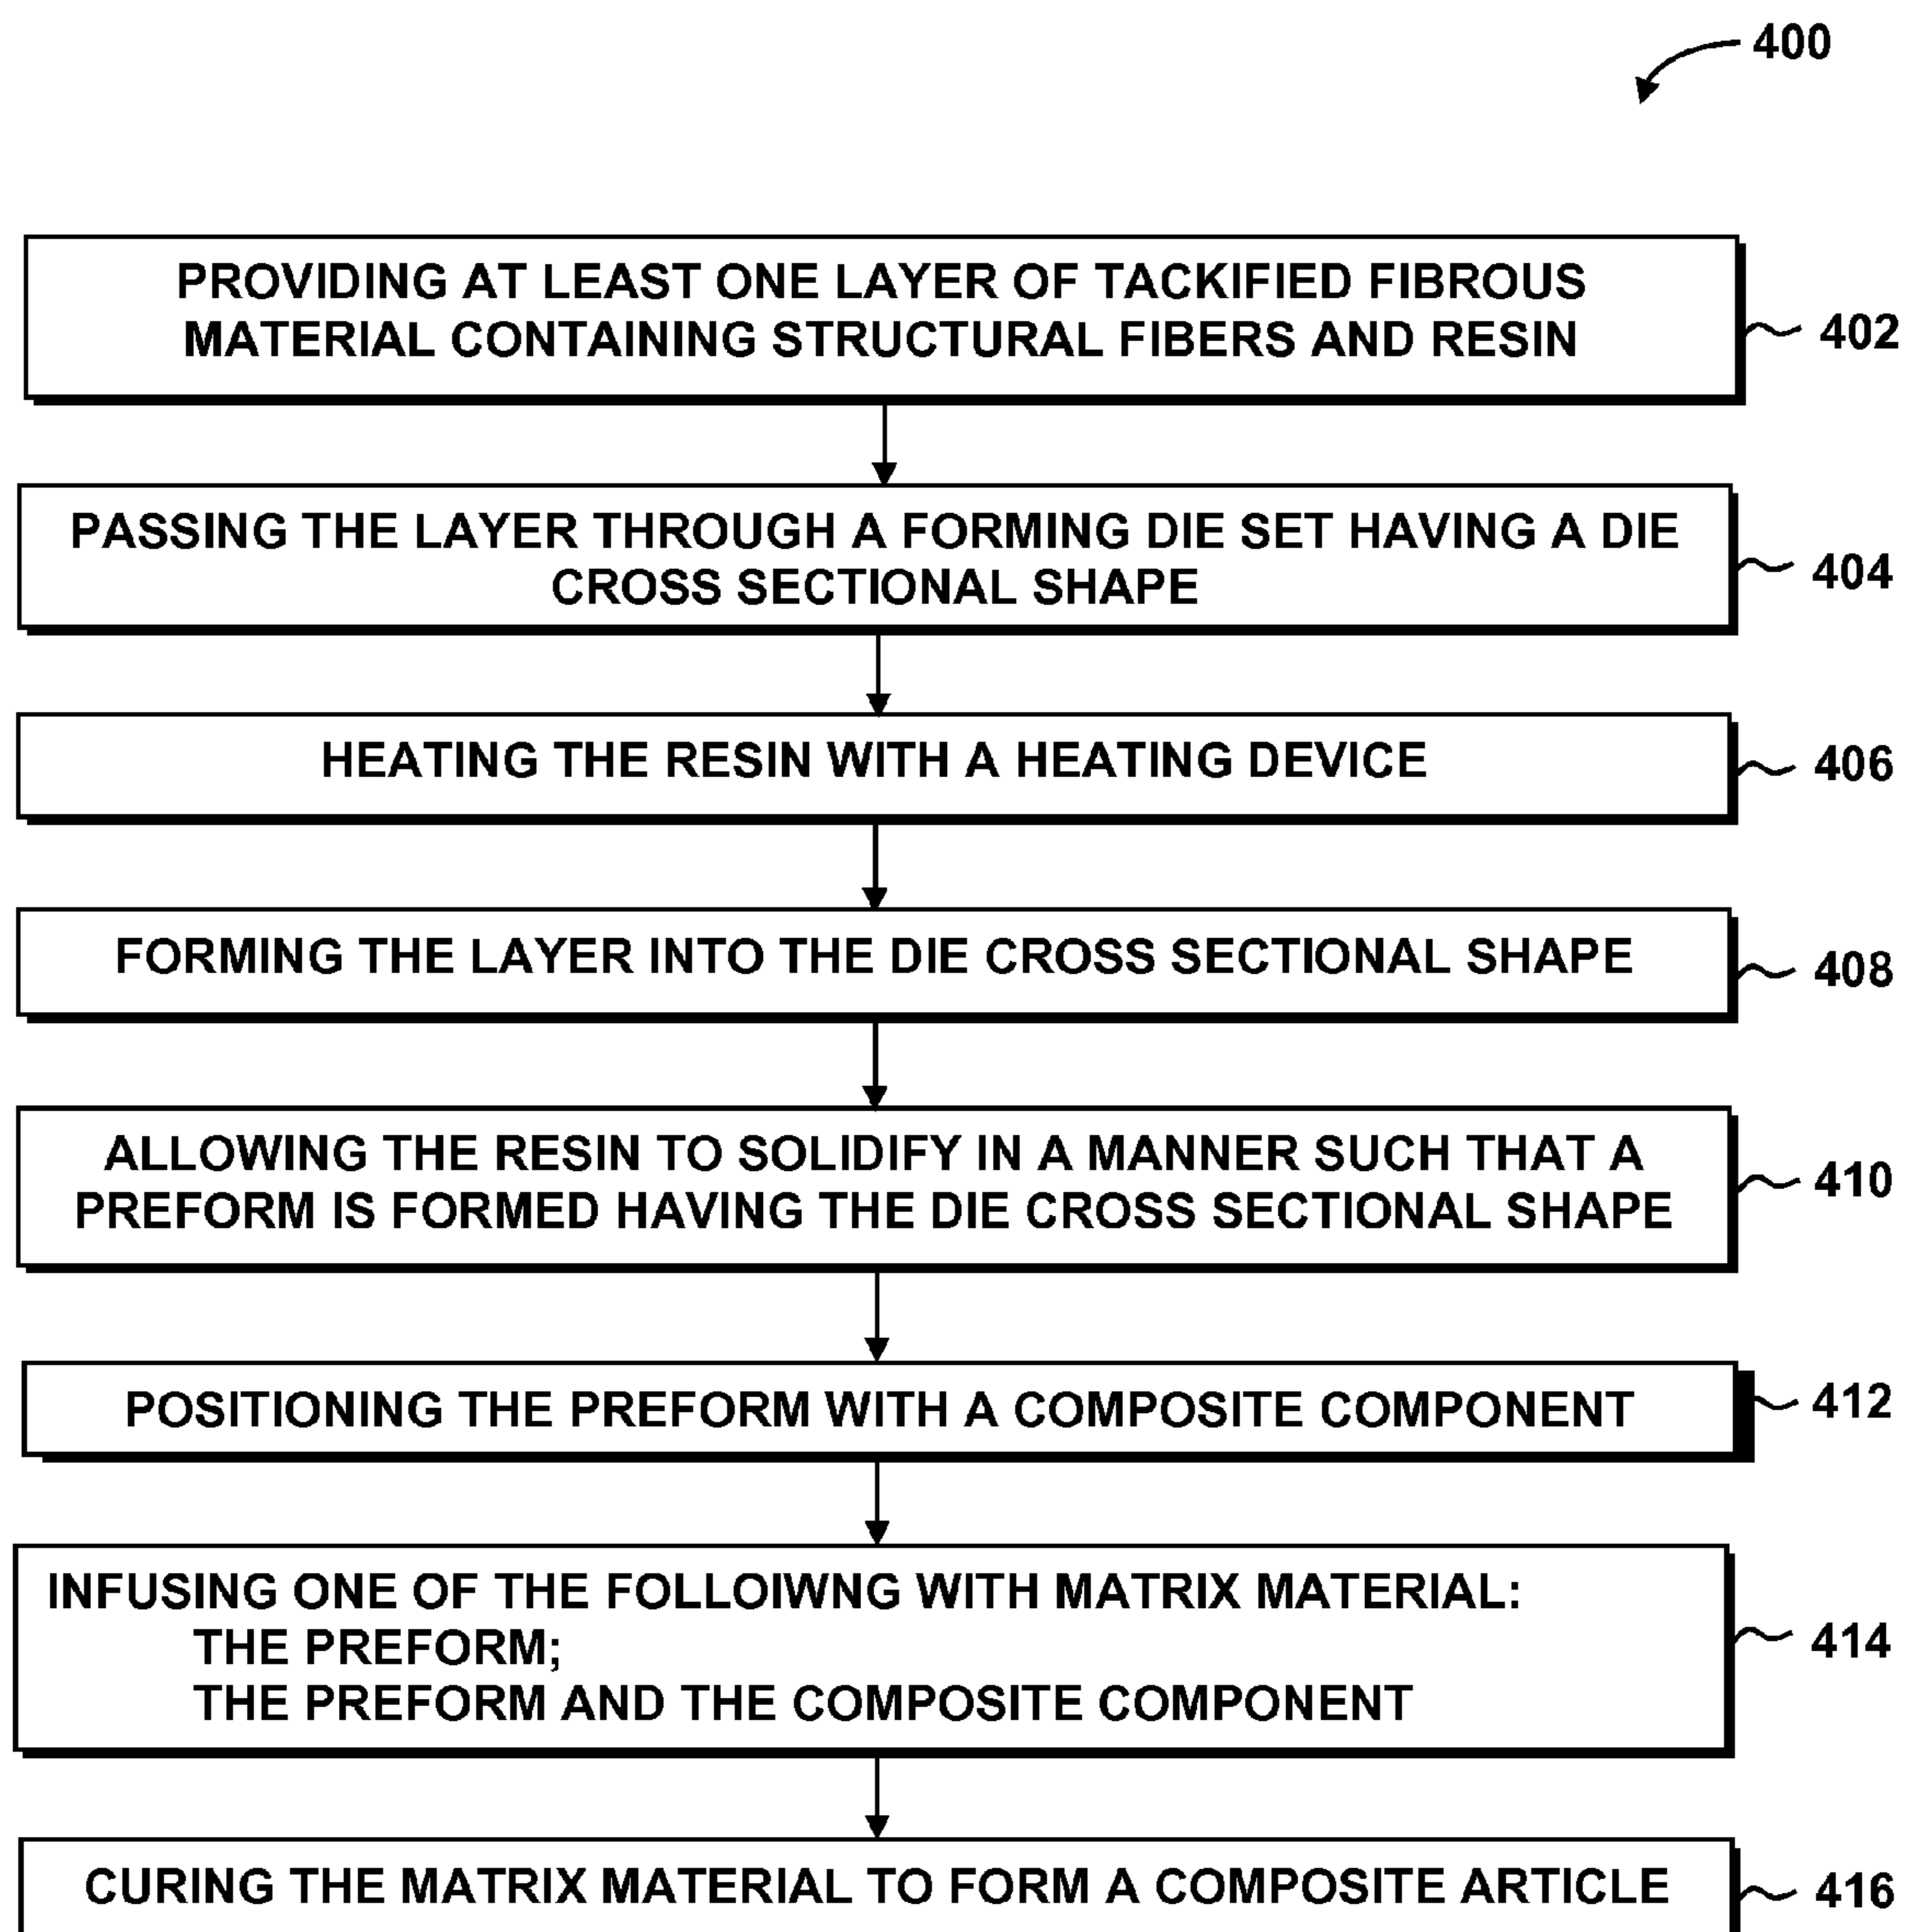 400
PROVIDING AT LEAST ONE LAYER OF TACKIFIED FIBROUS
MATERIAL CONTAINING STRUCTURAL FIBERS AND RESIN
402
PASSING THE LAYER THROUGH A FORMING DIE SET HAVING A DIE
CROSS SECTIONAL SHAPE
404
HEATING THE RESIN WITH A HEATING DEVICE
406
FORMING THE LAYER INTO THE DIE CROSS SECTIONAL SHAPE
408
ALLOWING THE RESIN TO SOLIDIFY IN A MANNER SUCH THAT A
PREFORM IS FORMED HAVING THE DIE CROSS SECTIONAL SHAPE
410
POSITIONING THE PREFORM WITH A COMPOSITE COMPONENT
412
INFUSING ONE OF THE FOLLOIWNG WITH MATRIX MATERIAL:
THE PREFORM;
THE PREFORM AND THE COMPOSITE COMPONENT
414
CURING THE MATRIX MATERIAL TO FORM A COMPOSITE ARTICLE
416